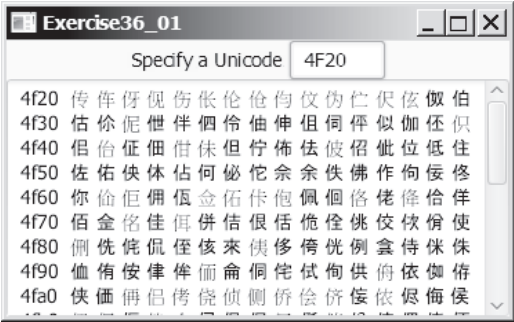 Exercise36_01
Specify a Unicode 4F20
4f20 传 伡 伢 伣 伤 伥 伦 伧 伨 伩 伪 伫 伬 伭 伮 伯
4f30 估 伱 伲 伳 伴 伵 伶 伷 伸 伹 伺 伻 似 伽 伾 伿
4f40 佀 佁 佂 佃 佄 佅 但 佇 佈 佉 佊 佋 佌 位 低 住
4f50 佐 佑 佒 体 佔 何 佖 佗 佘 余 佚 佛 作 佝 佞 佟
4f60 你 佡 佢 佣 佤 佥 佦 佧 佨 佩 佪 佫 佬 佭 佮 佯
4f70 佰 佱 佲 佳 佴 併 佶 佷 佸 佹 佺 佻 佼 佽 佾 使
4f80 侀 侁 侂 侃 侄 侅 來 侇 侈 侉 侊 例 侌 侍 侎 侏
4f90 侐 侑 侒 侓 侔 侕 侖 侗 侘 侙 侚 供 侜 依 侞 侟
4fa0 侠 価 侢 侣 侤 侥 侦 侧 侨 侩 侪 侫 侬 侭 侮 侯